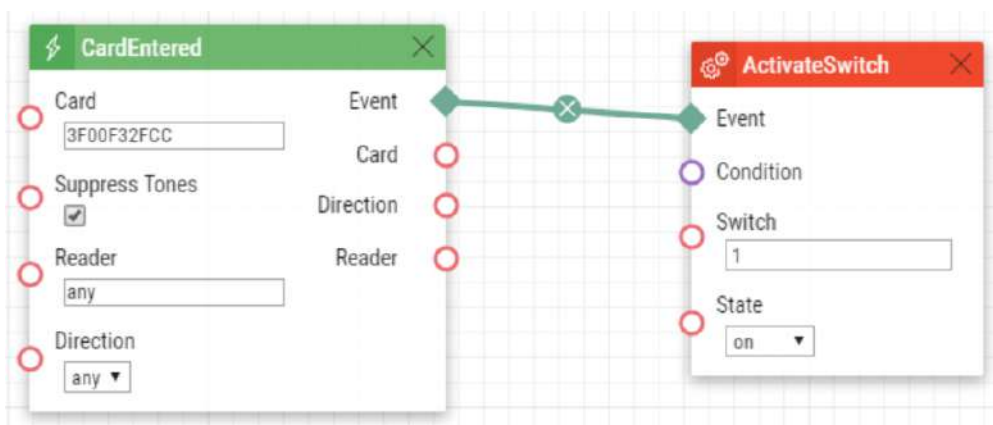 CardEntered
Card
3F00F32FCC
Suppress Tones
Reader
any
Direction
any
Event
Card
Direction
Reader
ActivateSwitch
Event
Condition
Switch
1
State
on